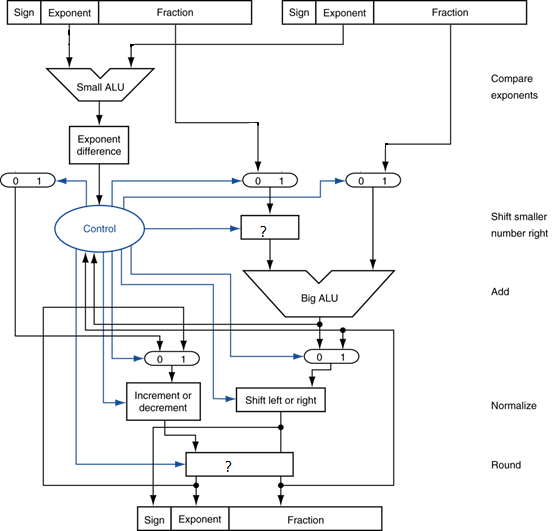 Sign Exponent Fraction Sign Exponent Fraction
Small ALU
Compare
exponents
Exponent
difference
0 1 0 1 0 1
Control
?
Shift smaller
number right
Big ALU
Add
0 1 0 1
Increment or
decrement
Shift left or right
Normalize
?
Round
Sign Exponent Fraction